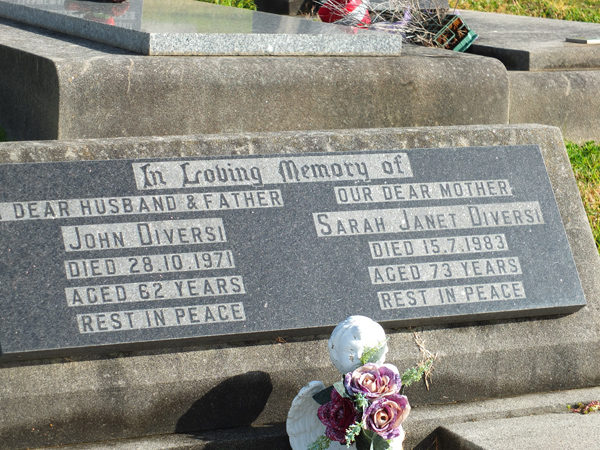 In Loving Memory of
DEAR HUSBAND & FATHER
JOHN DIVERSI
DIED 28.10.1971
AGED 62 YEARS
REST IN PEACE
OUR DEAR MOTHER
SARAH JANET DIVERSI
DIED 15.7.1983
AGED 73 YEARS
REST IN PEACE